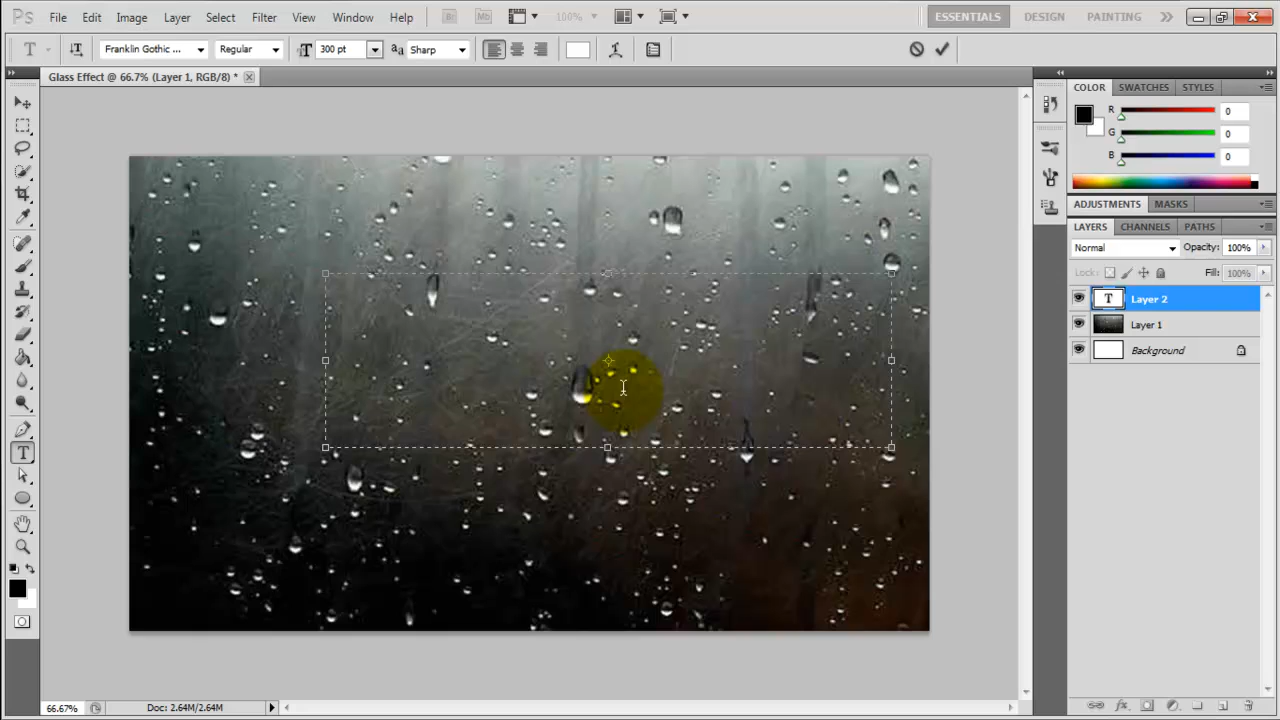 Ps File Edit Image Layer Select Filter View Window Help Br Mb 100% ESSENTIALS DESIGN PAINTING
T Franklin Gothic ... Regular 300 pt aa Sharp
Glass Effect @ 66.7% (Layer 1, RGB/8) *
COLOR SWATCHES STYLES
R 0
G 0
B 0
ADJUSTMENTS MASKS
LAYERS CHANNELS PATHS
Normal Opacity: 100%
Lock: Fill: 100%
T Layer 2
Layer 1
Background
66.67% Doc: 2.64M/2.64M